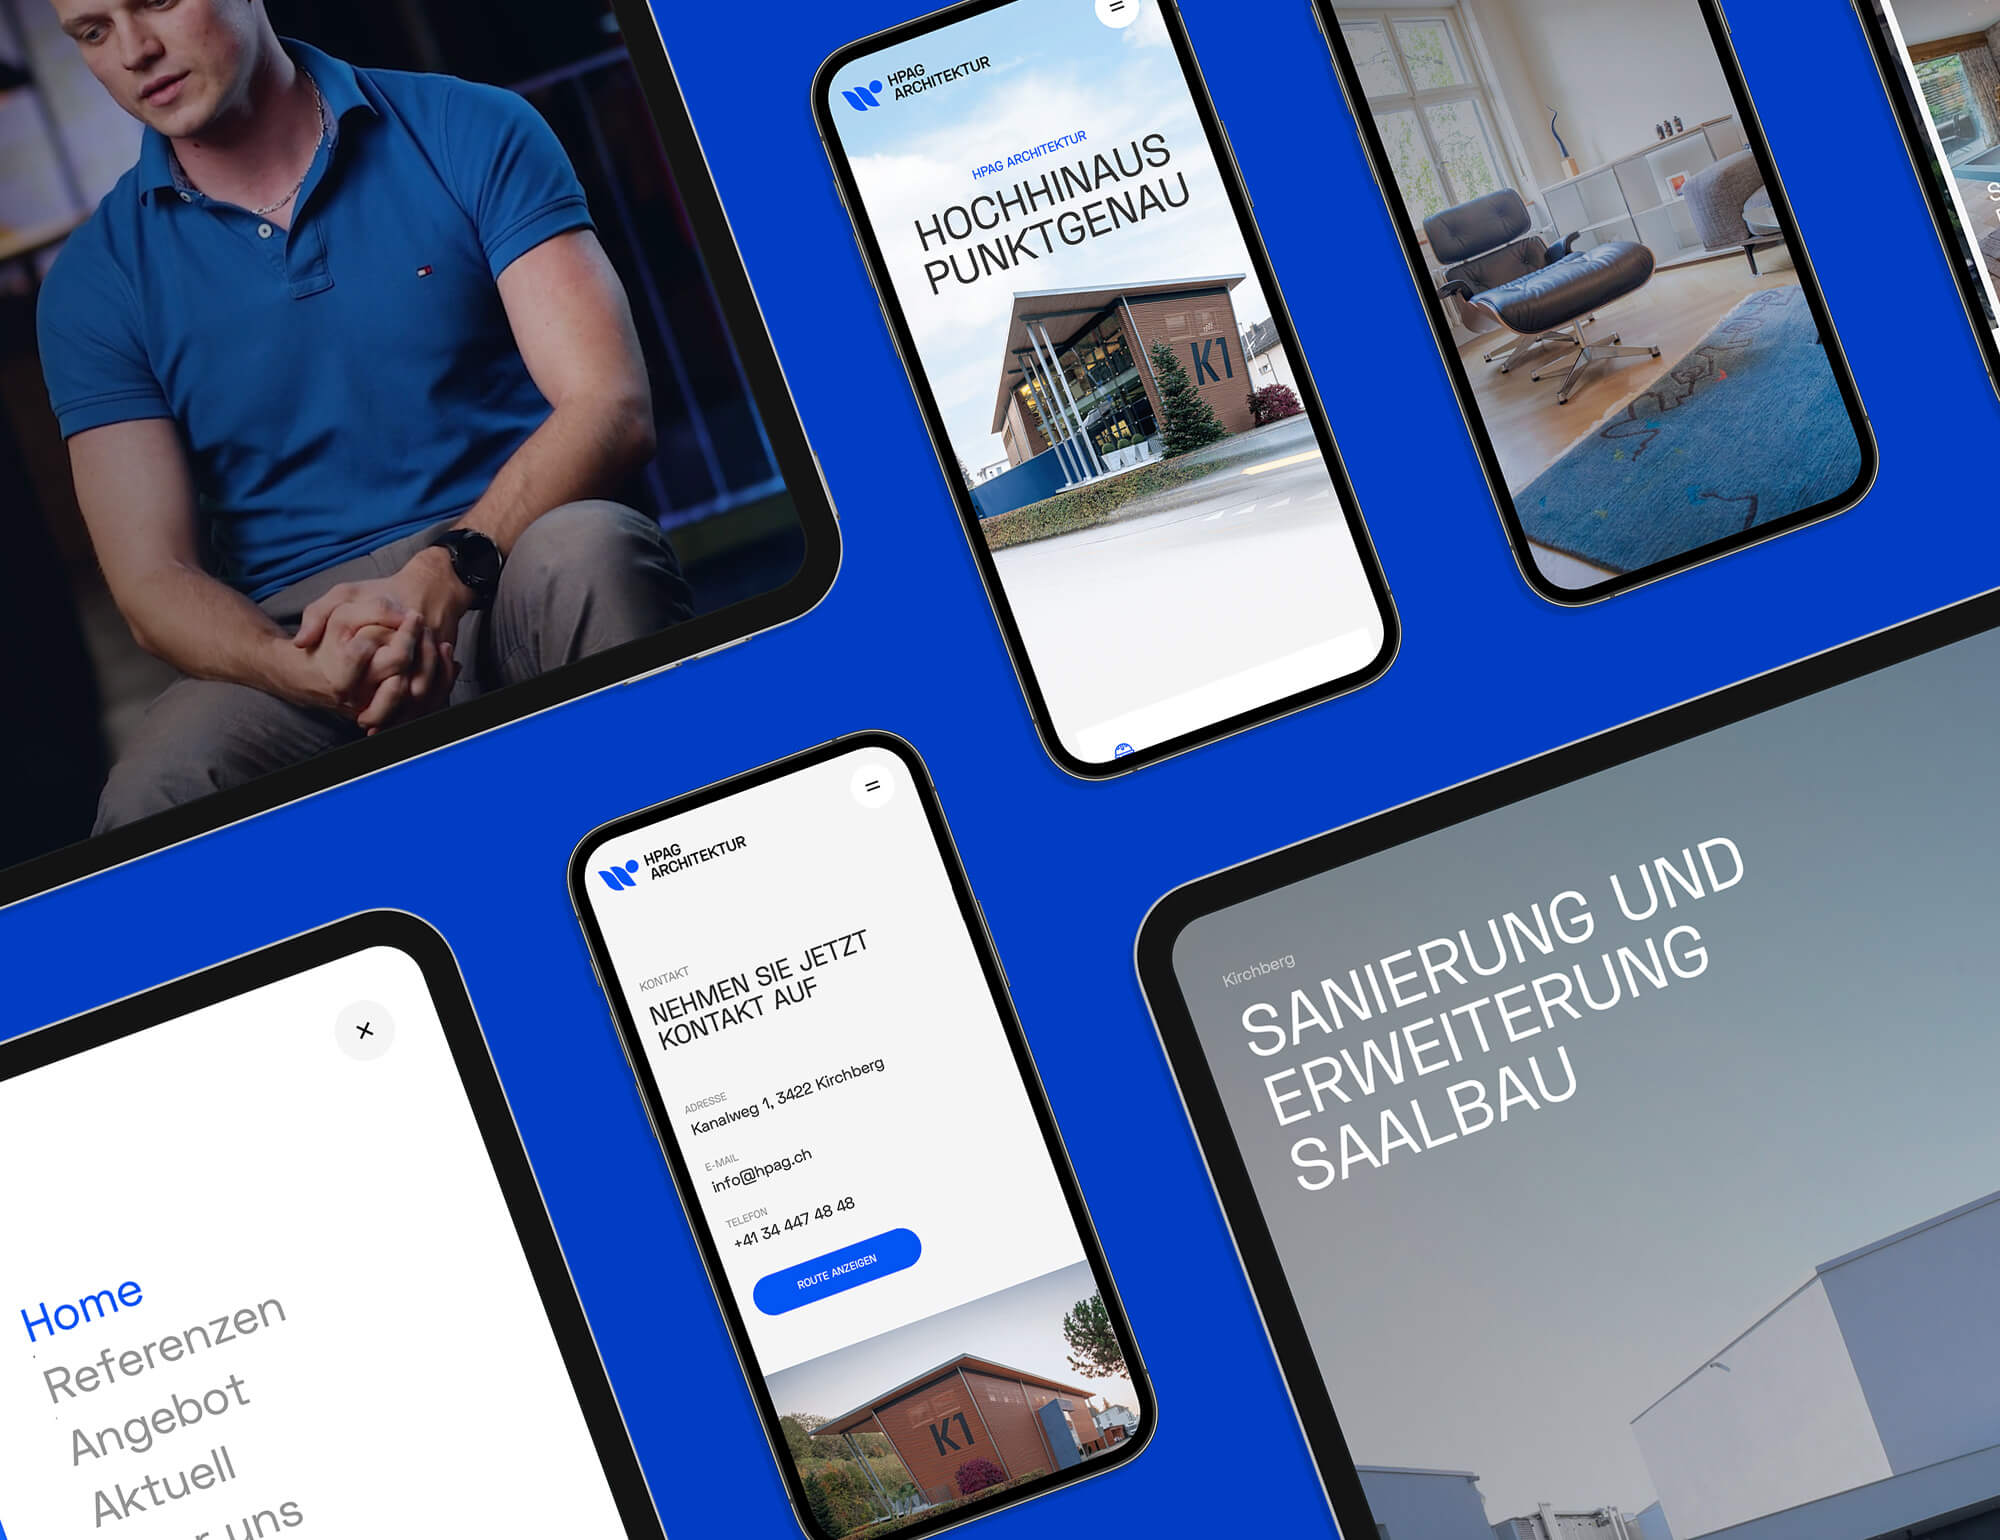 HPAG
ARCHITEKTUR
HPAG ARCHITEKTUR
HOCHHINAUS
PUNKTGENAU
K1
HPAG
ARCHITEKTUR
KONTAKT
NEHMEN SIE JETZT
KONTAKT AUF
ADRESSE
Kanalweg 1, 3422 Kirchberg
E-MAIL
info@hpag.ch
TELEFON
+41 34 447 48 48
ROUTE ANZEIGEN
K1
Kirchberg
SANIERUNG UND
ERWEITERUNG
SAALBAU
Home
Referenzen
Angebot
Aktuell
uns